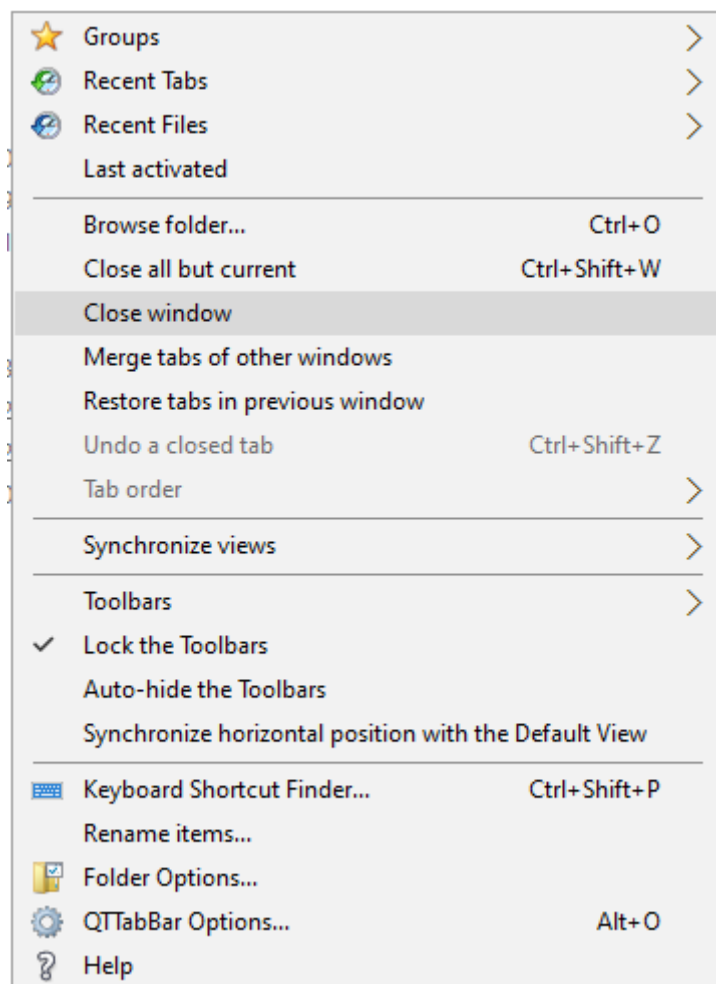 Groups
Recent Tabs
Recent Files
Last activated
Browse folder... Ctrl+O
Close all but current Ctrl+Shift+W
Close window
Merge tabs of other windows
Restore tabs in previous window
Undo a closed tab Ctrl+Shift+Z
Tab order
Synchronize views
Toolbars
Lock the Toolbars
Auto-hide the Toolbars
Synchronize horizontal position with the Default View
Keyboard Shortcut Finder... Ctrl+Shift+P
Rename items...
Folder Options...
QTTabBar Options... Alt+O
Help